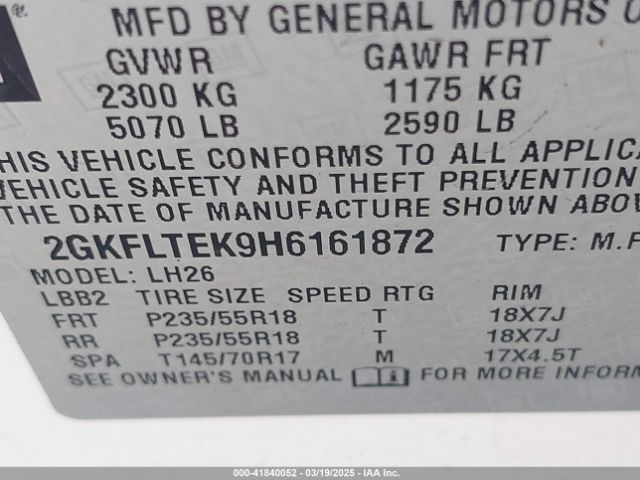 MFD BY GENERAL MOTORS
GVWR GAWR FRT
2300 KG 1175 KG
5070 LB 2590 LB
THIS VEHICLE CONFORMS TO ALL APPLICA
VEHICLE SAFETY AND THEFT PREVENTION
THE DATE OF MANUFACTURE SHOWN ABOV
2GKFLTEK9H6161872 TYPE: M.P
MODEL: LH26
LBB2 TIRE SIZE SPEED RTG RIM
FRT P235/55R18 T 18X7J
RR P235/55R18 T 18X7J
SPA T145/70R17 M 17X4.5T
SEE OWNER'S MANUAL FOR MORE INFORM
000-41840052 - 03/19/2025 - IAA Inc.